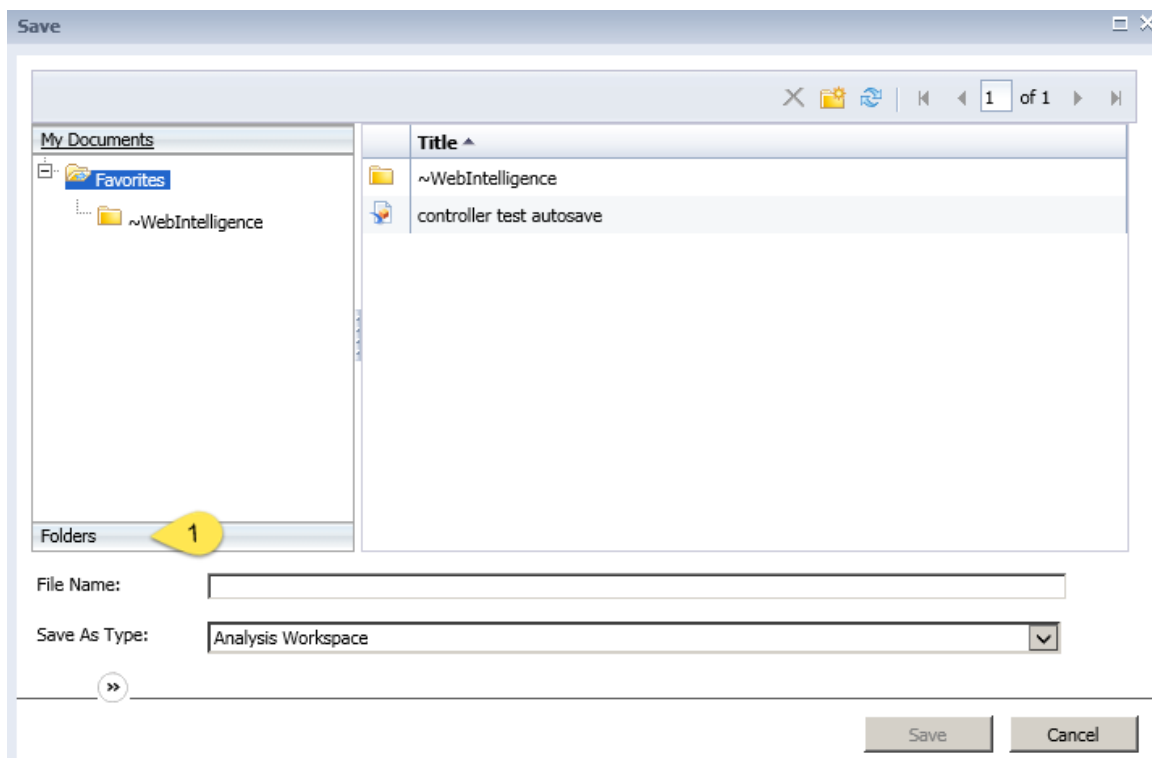 Save
1 of 1
My Documents
Title
Favorites
~WebIntelligence
~WebIntelligence
controller test autosave
Folders
1
File Name:
Save As Type:
Analysis Workspace
Save
Cancel